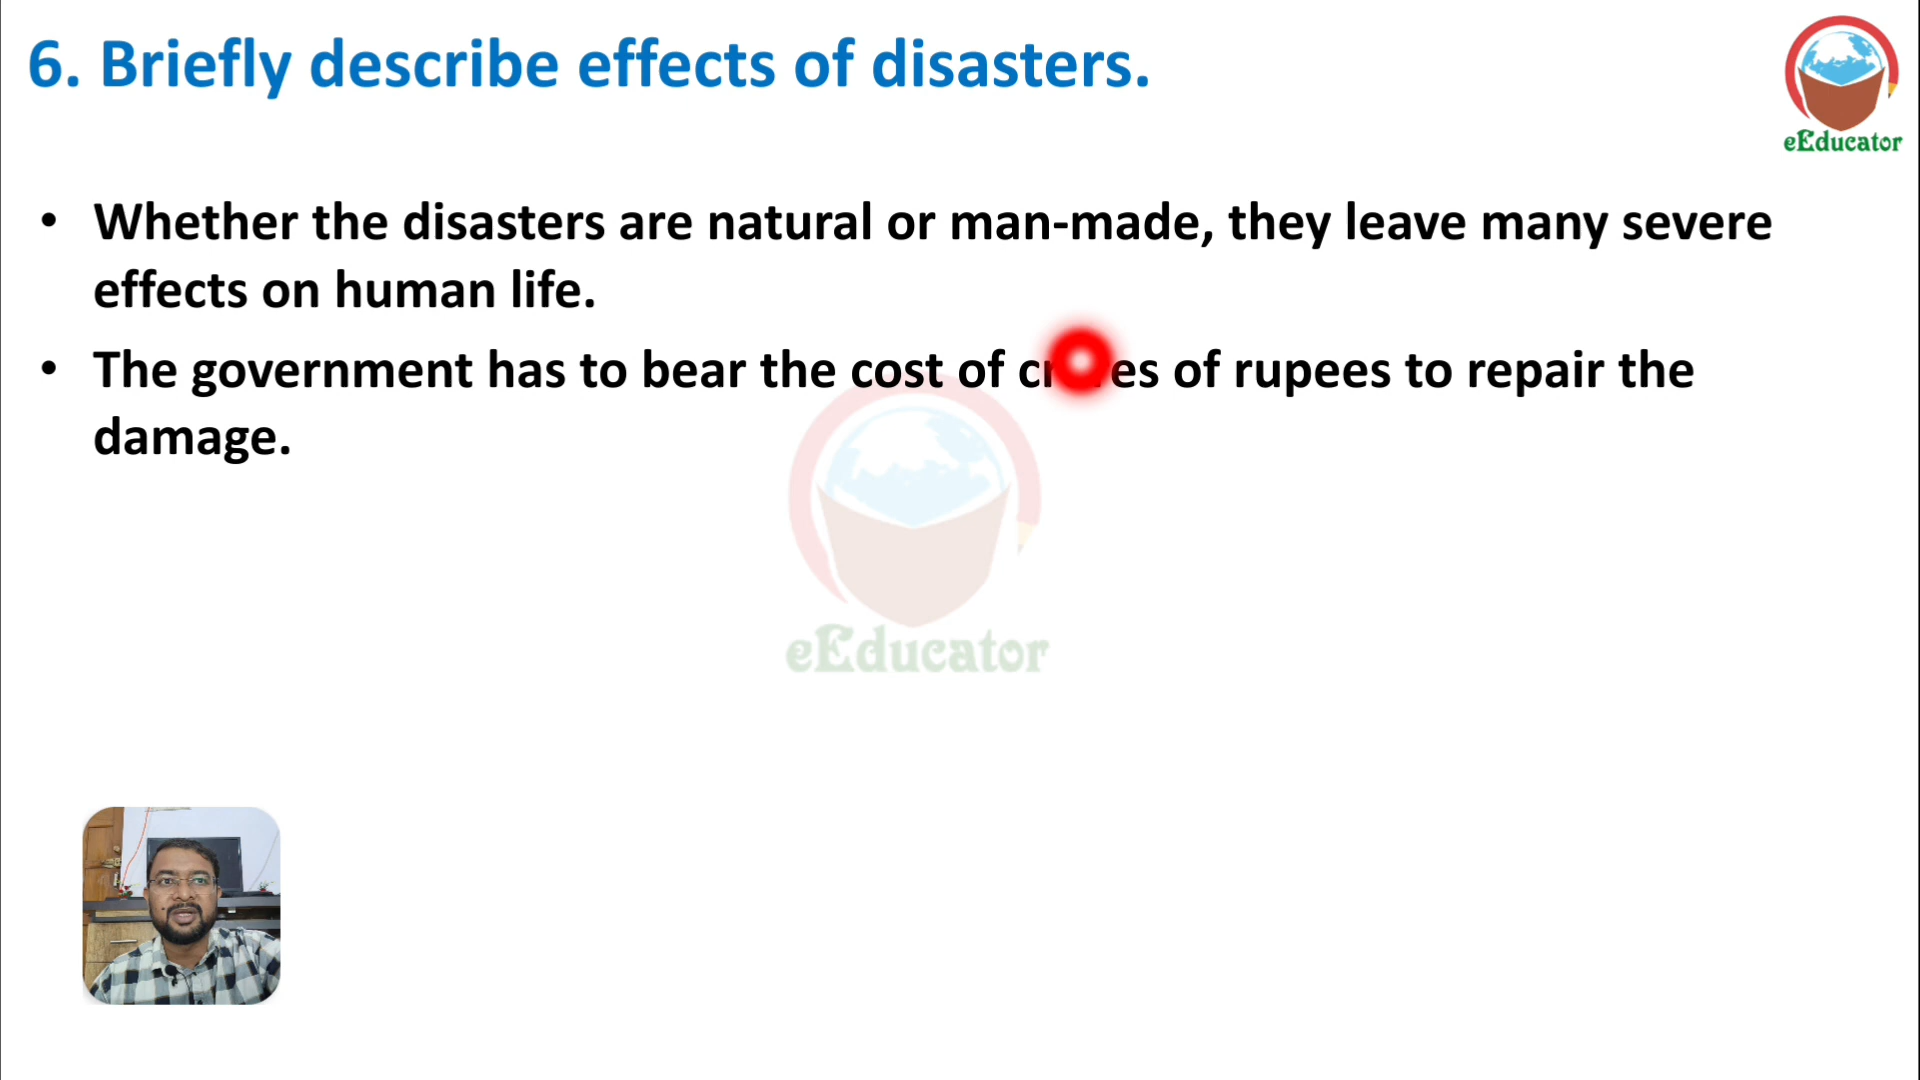 6. Briefly describe effects of disasters.
eEducator
• Whether the disasters are natural or man-made, they leave many severe
effects on human life.
• The government has to bear the cost of crores of rupees to repair the
damage.
eEducator